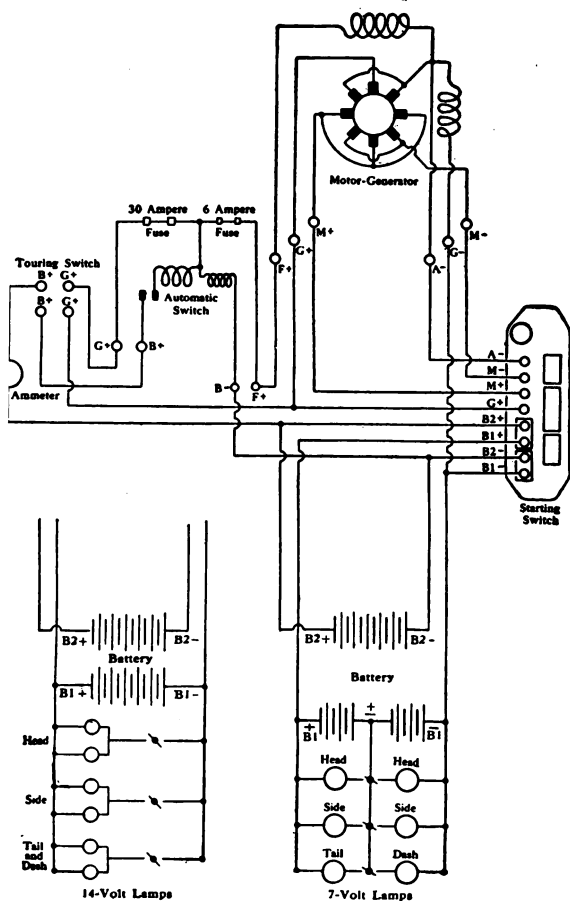 Motor-Generator
30 Ampere Fuse
6 Ampere Fuse
Touring Switch
B+
G+
B+
G+
Automatic Switch
G+
B+
Ammeter
B-
F+
F+
G+
M+
A-
G-
M-
A-
M-
M+
G+
B2+
B1+
B2-
B1-
Starting Switch
B2+
B2-
Battery
B1+
B1-
Head
Side
Tail and Dash
14-Volt Lamps
B2+
B2-
Battery
+
B1
±
-
B1
Head
Head
Side
Side
Tail
Dash
7-Volt Lamps